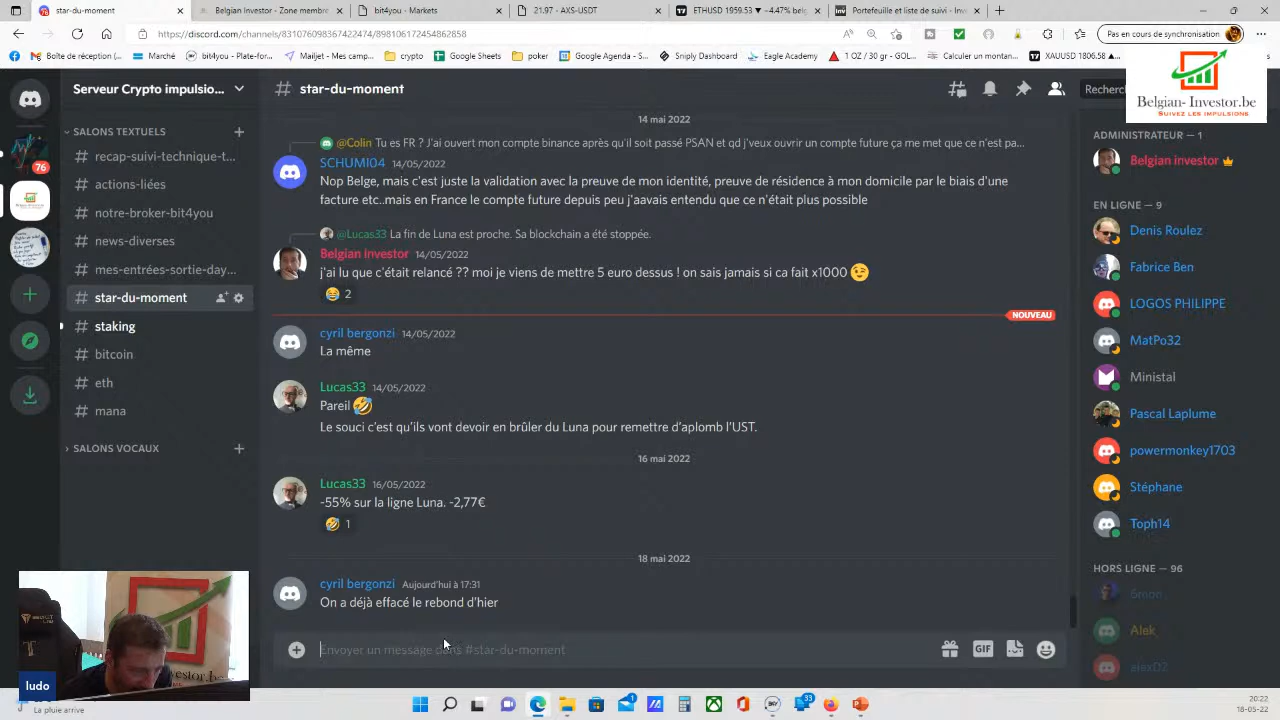 78
star-du-moment
Belgian Investor - Zone membre
bit4you - Markets
21.97 - AXS-USDT
ETHUSD 1959.35 ▼ −4.47%
Portefeuille et liste de suivi - Inv
https://discord.com/channels/831076098367422474/898106172454862858
Pas en cours de synchronisation
Boîte de réception (
Marché
bit4you - Plate-for...
Mailjet - Mes camp...
crypto
poker
Google Agenda - S...
Sniply Dashboard
Eagle Academy
1 OZ / 30 gr - GOL...
Calculer un montan...
XAUUSD 1806.58
Belgian- Investor.be
SUIVEZ LES IMPULSIONS
Serveur Crypto impulsio...
star-du-moment
Recherc
SALONS TEXTUELS
recap-suivi-technique-t...
actions-liées
notre-broker-bit4you
news-diverses
mes-entrées-sortie-day...
star-du-moment
staking
bitcoin
eth
mana
SALONS VOCAUX
76
14 mai 2022
@Colin Tu es FR ? J'ai ouvert mon compte binance après qu'il soit passé PSAN et qd j'veux ouvrir un compte future ça me met que ce n'est pa...
SCHUMI04 14/05/2022
Nop Belge, mais c'est juste la validation avec la preuve de mon identité, preuve de résidence à mon domicile par le biais d'une
facture etc..mais en France le compte future depuis peu j'aavais entendu que ce n'était plus possible
@Lucas33 La fin de Luna est proche. Sa blockchain a été stoppée.
Belgian investor 14/05/2022
j'ai lu que c'était relancé ?? moi je viens de mettre 5 euro dessus ! on sais jamais si ca fait x1000 😉
😂 2
NOUVEAU
cyril bergonzi 14/05/2022
La même
Lucas33 14/05/2022
Pareil 🤣
Le souci c'est qu'ils vont devoir en brûler du Luna pour remettre d'aplomb l'UST.
16 mai 2022
Lucas33 16/05/2022
-55% sur la ligne Luna. -2,77€
🤣 1
18 mai 2022
cyril bergonzi Aujourd'hui à 17:31
On a déjà effacé le rebond d'hier
Envoyer un message dans #star-du-moment
GIF
ADMINISTRATEUR — 1
Belgian investor
EN LIGNE — 9
Denis Roulez
Fabrice Ben
LOGOS PHILIPPE
MatPo32
Ministal
Pascal Laplume
powermonkey1703
Stéphane
Toph14
HORS LIGNE — 96
Alek
ludo
La pluie arrive
1
33
20:22
18-05-22